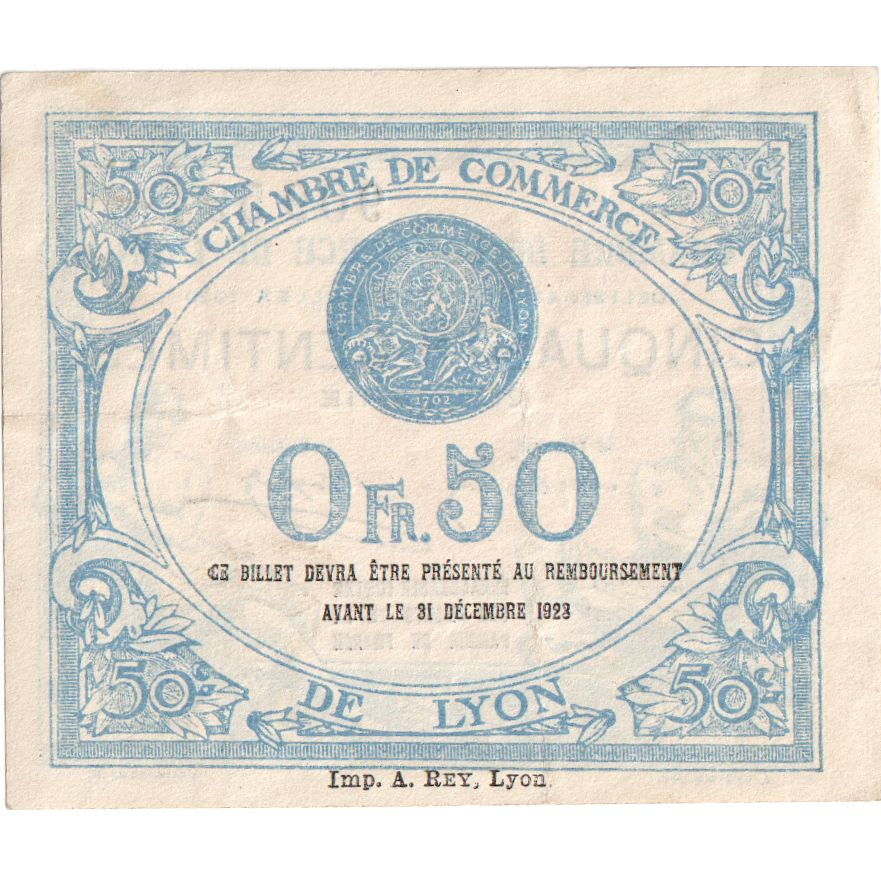 50c 50c
CHAMBRE DE COMMERCE
CHAMBRE DE COMMERCE DE LYON
1702
0 FR. 50
CE BILLET DEVRA ÊTRE PRÉSENTÉ AU REMBOURSEMENT
AVANT LE 31 DÉCEMBRE 1923
50c 50c
DE LYON
Imp. A. REY, Lyon.